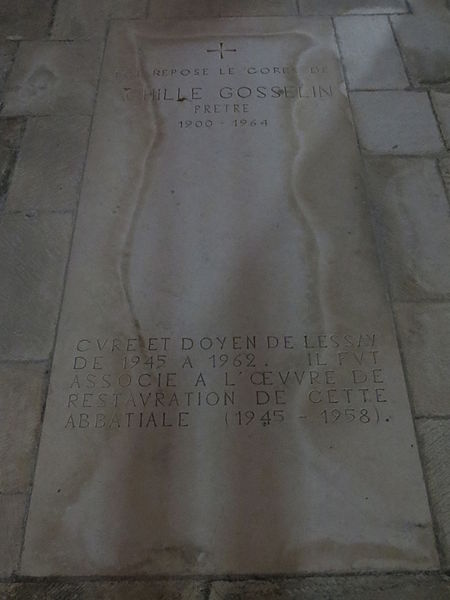 REPOSE LE CORPS DE
ACHILLE GOSSELIN
PRETRE
1900 - 1964
CVRE ET DOYEN DE LESSAY
DE 1945 A 1962. IL FVT
ASSOCIE A L'ŒVVRE DE
RESTAVRATION DE CETTE
ABBATIALE (1945 - 1958).